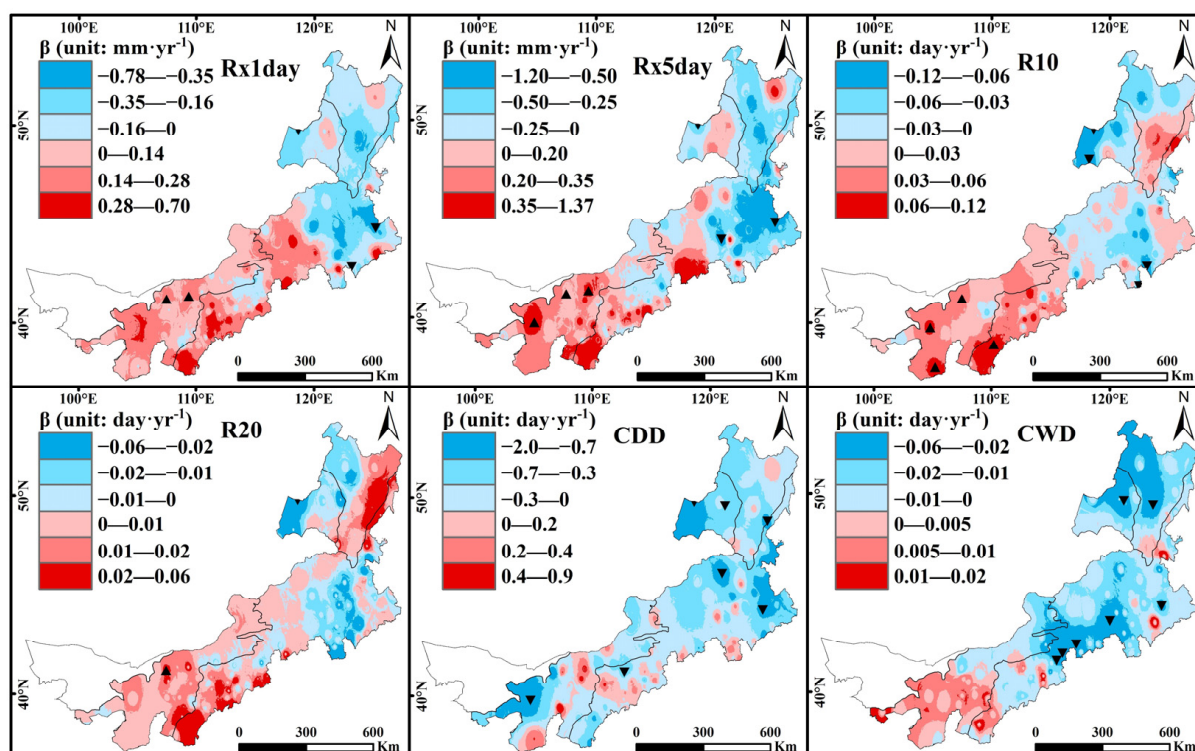 100°E 110°E 120°E
β (unit: mm·yr⁻¹)
Rx1day
N
−0.78—−0.35
−0.35—−0.16
−0.16—0
0—0.14
0.14—0.28
0.28—0.70
50°N
40°N
0 300 600
Km
100°E 110°E 120°E
β (unit: mm·yr⁻¹)
Rx5day
N
−1.20—−0.50
−0.50—−0.25
−0.25—0
0—0.20
0.20—0.35
0.35—1.37
50°N
40°N
0 300 600
Km
100°E 110°E 120°E
β (unit: day·yr⁻¹)
R10
N
−0.12—−0.06
−0.06—−0.03
−0.03—0
0—0.03
0.03—0.06
0.06—0.12
50°N
40°N
0 300 600
Km
100°E 110°E 120°E
β (unit: day·yr⁻¹)
R20
N
−0.06—−0.02
−0.02—−0.01
−0.01—0
0—0.01
0.01—0.02
0.02—0.06
50°N
40°N
0 300 600
Km
100°E 110°E 120°E
β (unit: day·yr⁻¹)
CDD
N
−2.0—−0.7
−0.7—−0.3
−0.3—0
0—0.2
0.2—0.4
0.4—0.9
50°N
40°N
0 300 600
Km
100°E 110°E 120°E
β (unit: day·yr⁻¹)
CWD
N
−0.06—−0.02
−0.02—−0.01
−0.01—0
0—0.005
0.005—0.01
0.01—0.02
50°N
40°N
0 300 600
Km